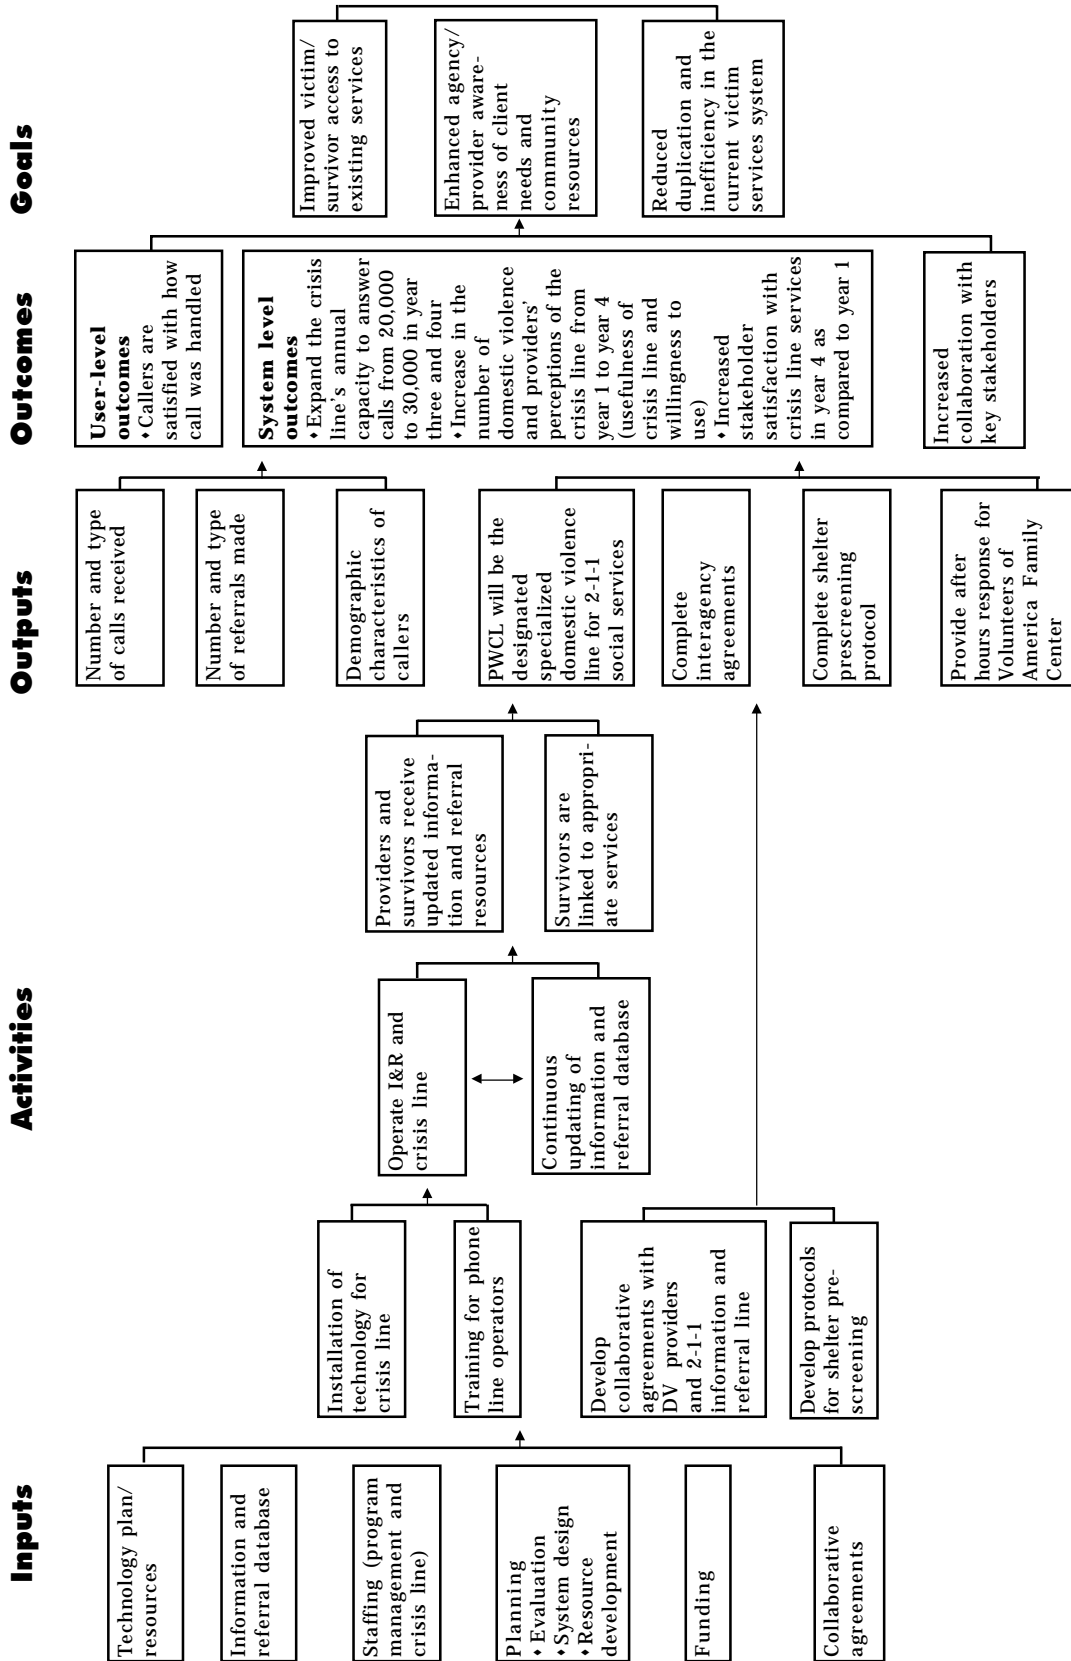 Inputs
Technology plan/
resources
Information and
referral database
Staffing (program
management and
crisis line)
Planning
• Evaluation
• System design
• Resource
development
Funding
Collaborative
agreements
Activities
Installation of
technology for
crisis line
Training for phone
line operators
Develop
collaborative
agreements with
DV providers
and 2-1-1
information and
referral line
Develop protocols
for shelter pre-
screening
Operate I&R and
crisis line
Continuous
updating of
information and
referral database
Providers and
survivors receive
updated informa-
tion and referral
resources
Survivors are
linked to appropri-
ate services
Outputs
Number and type
of calls received
Number and type
of referrals made
Demographic
characteristics of
callers
PWCL will be the
designated
specialized
domestic violence
line for 2-1-1
social services
Complete
interagency
agreements
Complete shelter
prescreening
protocol
Provide after
hours response for
Volunteers of
America Family
Center
Outcomes
User-level
outcomes
• Callers are
satisfied with how
call was handled
System level
outcomes
• Expand the crisis
line's annual
capacity to answer
calls from 20,000
to 30,000 in year
three and four
• Increase in the
number of
domestic violence
and providers'
perceptions of the
crisis line from
year 1 to year 4
(usefulness of
crisis line and
willingness to
use)
• Increased
stakeholder
satisfaction with
crisis line services
in year 4 as
compared to year 1
Increased
collaboration with
key stakeholders
Goals
Improved victim/
survivor access to
existing services
Enhanced agency/
provider aware-
ness of client
needs and
community
resources
Reduced
duplication and
inefficiency in the
current victim
services system